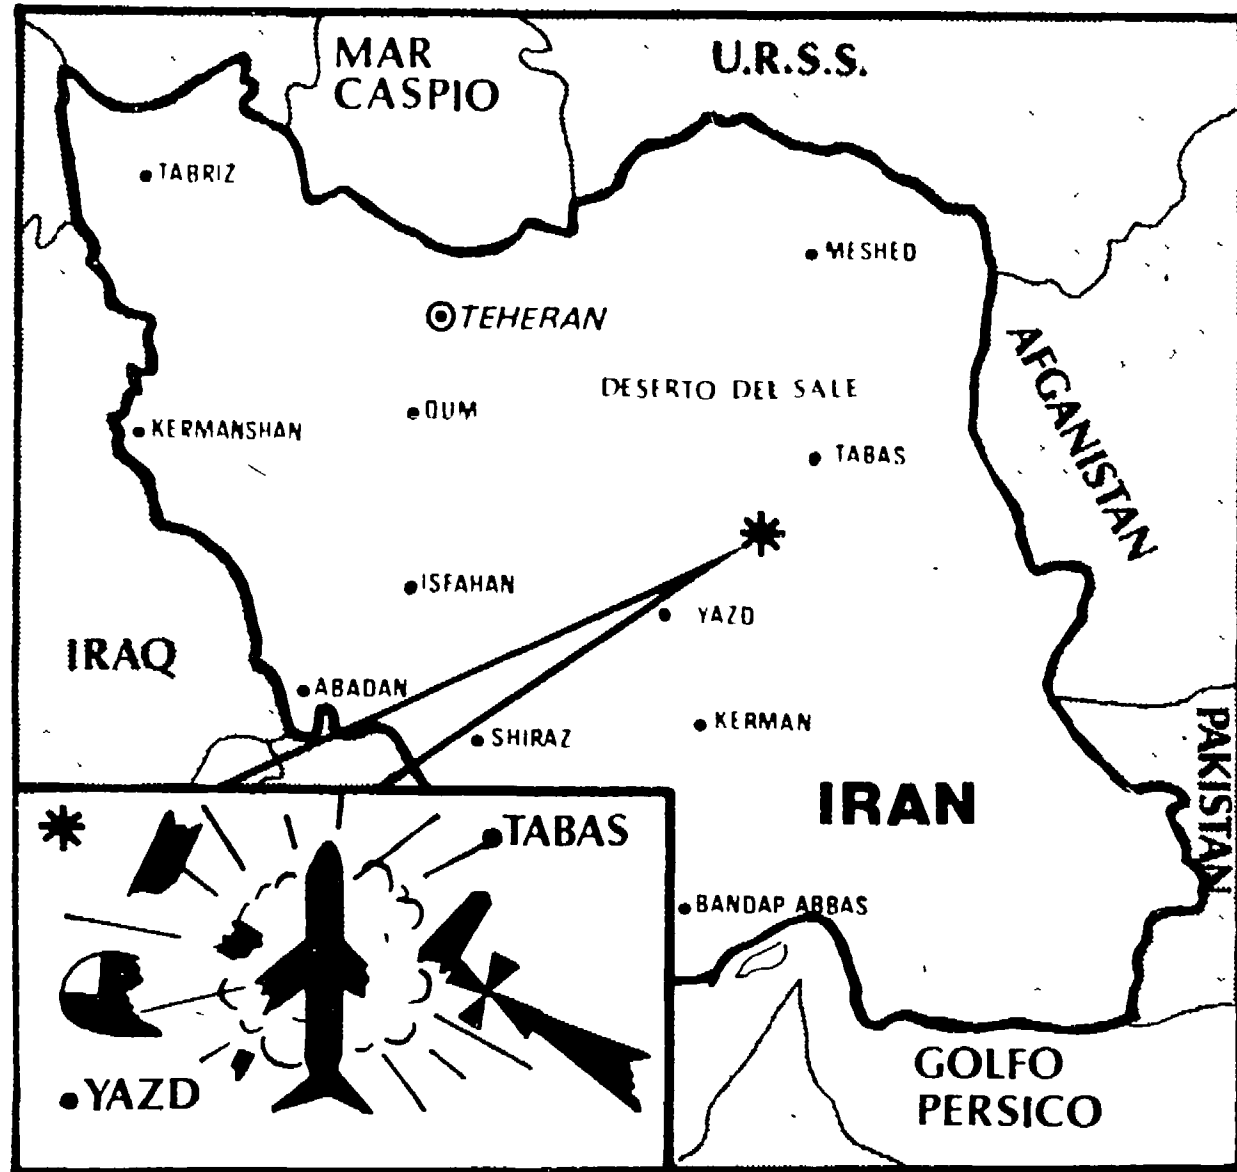 MAR
CASPIO
U.R.S.S.
TABRIZ
MESHED
TEHERAN
DESERTO DEL SALE
QUM
KERMANSHAN
TABAS
AFGANISTAN
ISFAHAN
YAZD
IRAQ
ABADAN
SHIRAZ
KERMAN
PAKISTAN
IRAN
TABAS
BANDAP ABBAS
YAZD
GOLFO
PERSICO